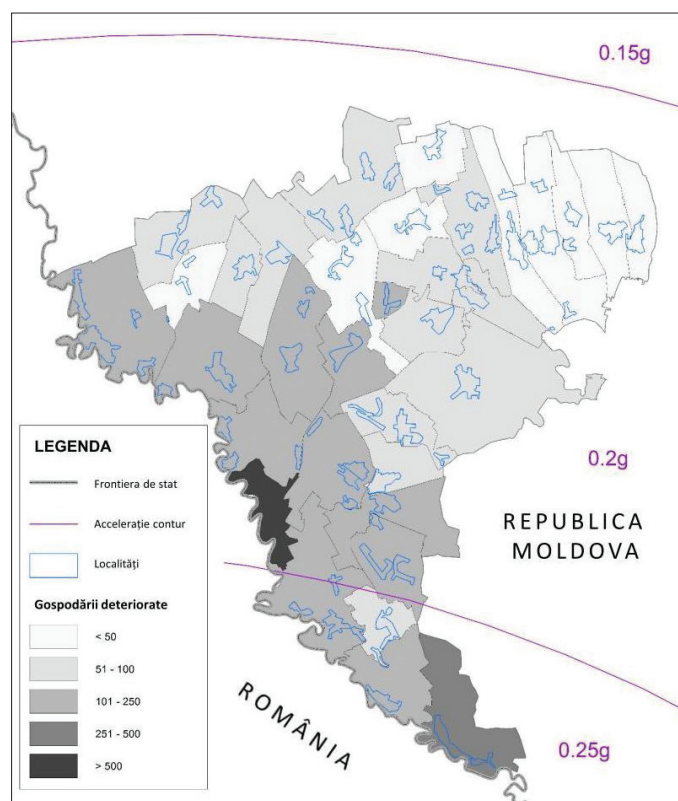 0.15g
0.2g
REPUBLICA
MOLDOVA
LEGENDA
Frontiera de stat
Accelerație contur
Localități
Gospodării deteriorate
< 50
51 - 100
101 - 250
251 - 500
> 500
ROMÂNIA
0.25g